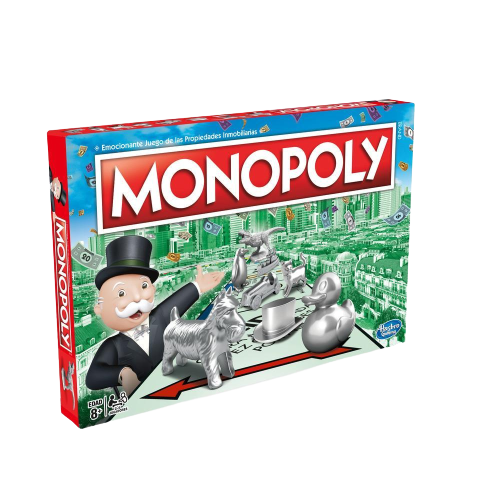 Emocionante Juego de las Propiedades Inmobiliarias
MONOPOLY
MONOPOLY
EDAD
8+
Hasbro
Gaming